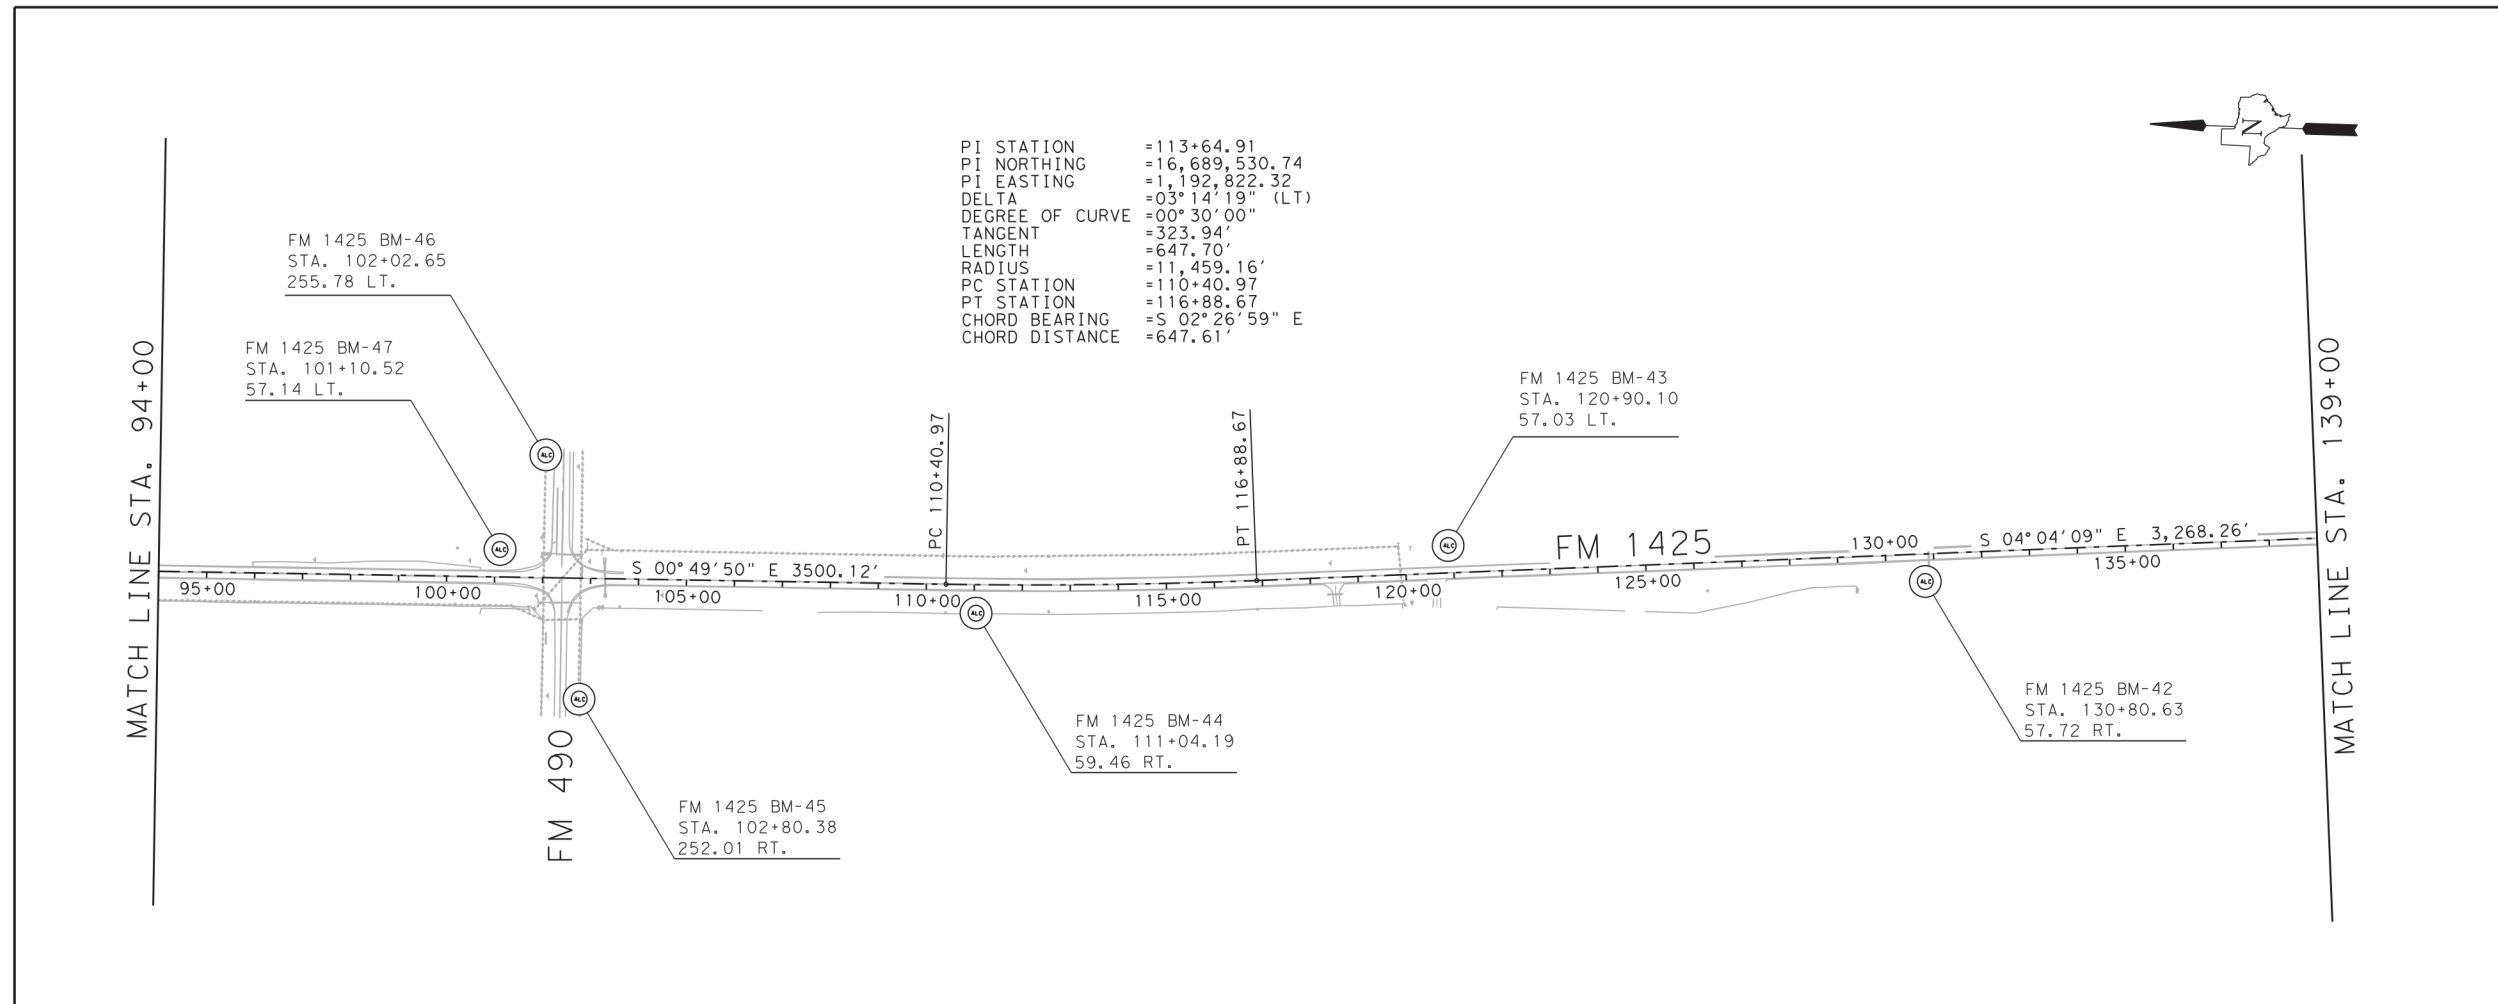 PI STATION =113+64.91
PI NORTHING =16,689,530.74
PI EASTING =1,192,822.32
DELTA =03°14'19" (LT)
DEGREE OF CURVE =00°30'00"
TANGENT =323.94'
LENGTH =647.70'
RADIUS =11,459.16'
PC STATION =110+40.97
PT STATION =116+88.67
CHORD BEARING =S 02°26'59" E
CHORD DISTANCE =647.61'
N
FM 1425 BM-46
STA. 102+02.65
255.78 LT.
FM 1425 BM-47
STA. 101+10.52
57.14 LT.
FM 1425 BM-43
STA. 120+90.10
57.03 LT.
MATCH LINE STA. 94+00
PC 110+40.97
PT 116+88.67
MATCH LINE STA. 139+00
ALC
ALC
ALC
S 00°49'50" E 3500.12'
FM 1425
130+00
S 04°04'09" E 3,268.26'
95+00
100+00
105+00
110+00
115+00
120+00
125+00
135+00
ALC
ALC
ALC
FM 490
FM 1425 BM-45
STA. 102+80.38
252.01 RT.
FM 1425 BM-44
STA. 111+04.19
59.46 RT.
FM 1425 BM-42
STA. 130+80.63
57.72 RT.